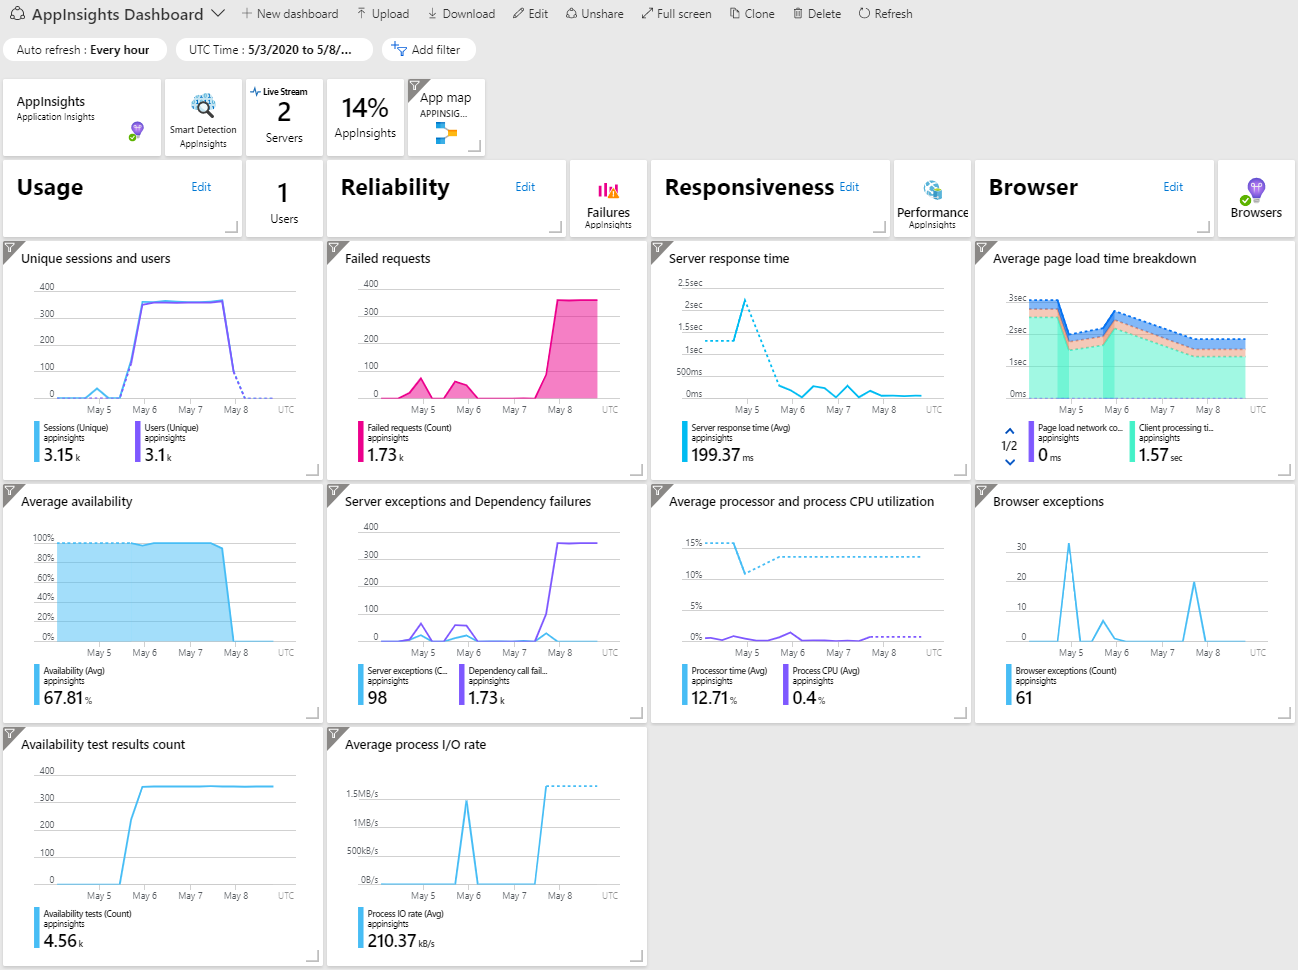 AppInsights Dashboard
New dashboard
Upload
Download
Edit
Unshare
Full screen
Clone
Delete
Refresh
Auto refresh : Every hour
UTC Time : 5/3/2020 to 5/8/...
Add filter
AppInsights
Application Insights
Smart Detection
AppInsights
Live Stream
2
Servers
14%
AppInsights
App map
APPINSIG...
Usage
Edit
1
Users
Reliability
Edit
Failures
AppInsights
Responsiveness
Edit
Performance
AppInsights
Browser
Edit
Browsers
Unique sessions and users
400
300
200
100
0
May 5
May 6
May 7
May 8
UTC
Sessions (Unique)
appinsights
3.15 k
Users (Unique)
appinsights
3.1 k
Failed requests
400
300
200
100
0
May 5
May 6
May 7
May 8
UTC
Failed requests (Count)
appinsights
1.73 k
Server response time
2.5sec
2sec
1.5sec
1sec
500ms
0ms
May 5
May 6
May 7
May 8
UTC
Server response time (Avg)
appinsights
199.37 ms
Average page load time breakdown
3sec
2sec
1sec
0ms
May 5
May 6
May 7
May 8
UTC
1/2
Page load network co...
appinsights
0 ms
Client processing ti...
appinsights
1.57 sec
Average availability
100%
80%
60%
40%
20%
0%
May 5
May 6
May 7
May 8
UTC
Availability (Avg)
appinsights
67.81 %
Server exceptions and Dependency failures
400
300
200
100
0
May 5
May 6
May 7
May 8
UTC
Server exceptions (C...
appinsights
98
Dependency call fail...
appinsights
1.73 k
Average processor and process CPU utilization
15%
10%
5%
0%
May 5
May 6
May 7
May 8
UTC
Processor time (Avg)
appinsights
12.71 %
Process CPU (Avg)
appinsights
0.4 %
Browser exceptions
30
20
10
0
May 5
May 6
May 7
May 8
UTC
Browser exceptions (Count)
appinsights
61
Availability test results count
400
300
200
100
0
May 5
May 6
May 7
May 8
UTC
Availability tests (Count)
appinsights
4.56 k
Average process I/O rate
1.5MB/s
1MB/s
500kB/s
0B/s
May 5
May 6
May 7
May 8
UTC
Process IO rate (Avg)
appinsights
210.37 kB/s